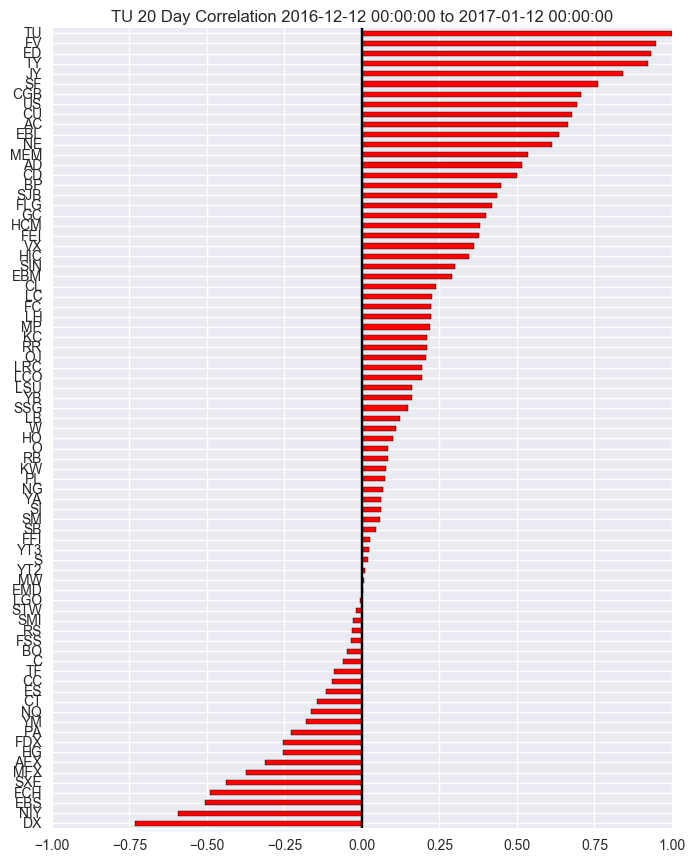 TU 20 Day Correlation 2016-12-12 00:00:00 to 2017-01-12 00:00:00
TU
FV
ED
TY
JY
SF
CGB
US
CU
AC
EBL
NE
MEM
AD
CD
BP
SJB
FLG
GC
HCM
FEI
VX
HIC
SIN
EBM
CL
LC
FC
LH
MP
KC
RR
OJ
LRC
LCO
LSU
YB
SSG
LB
W
HO
O
RB
KW
PL
NG
YA
SI
SM
SB
FFI
YT3
S
YT2
MW
EMD
LGO
STW
SMI
RS
FSS
BO
C
TF
CC
ES
CT
NQ
YM
PA
FDX
HG
AEX
MFX
SXE
FCH
EBS
NIY
DX
−1.00 −0.75 −0.50 −0.25 0.00 0.25 0.50 0.75 1.00